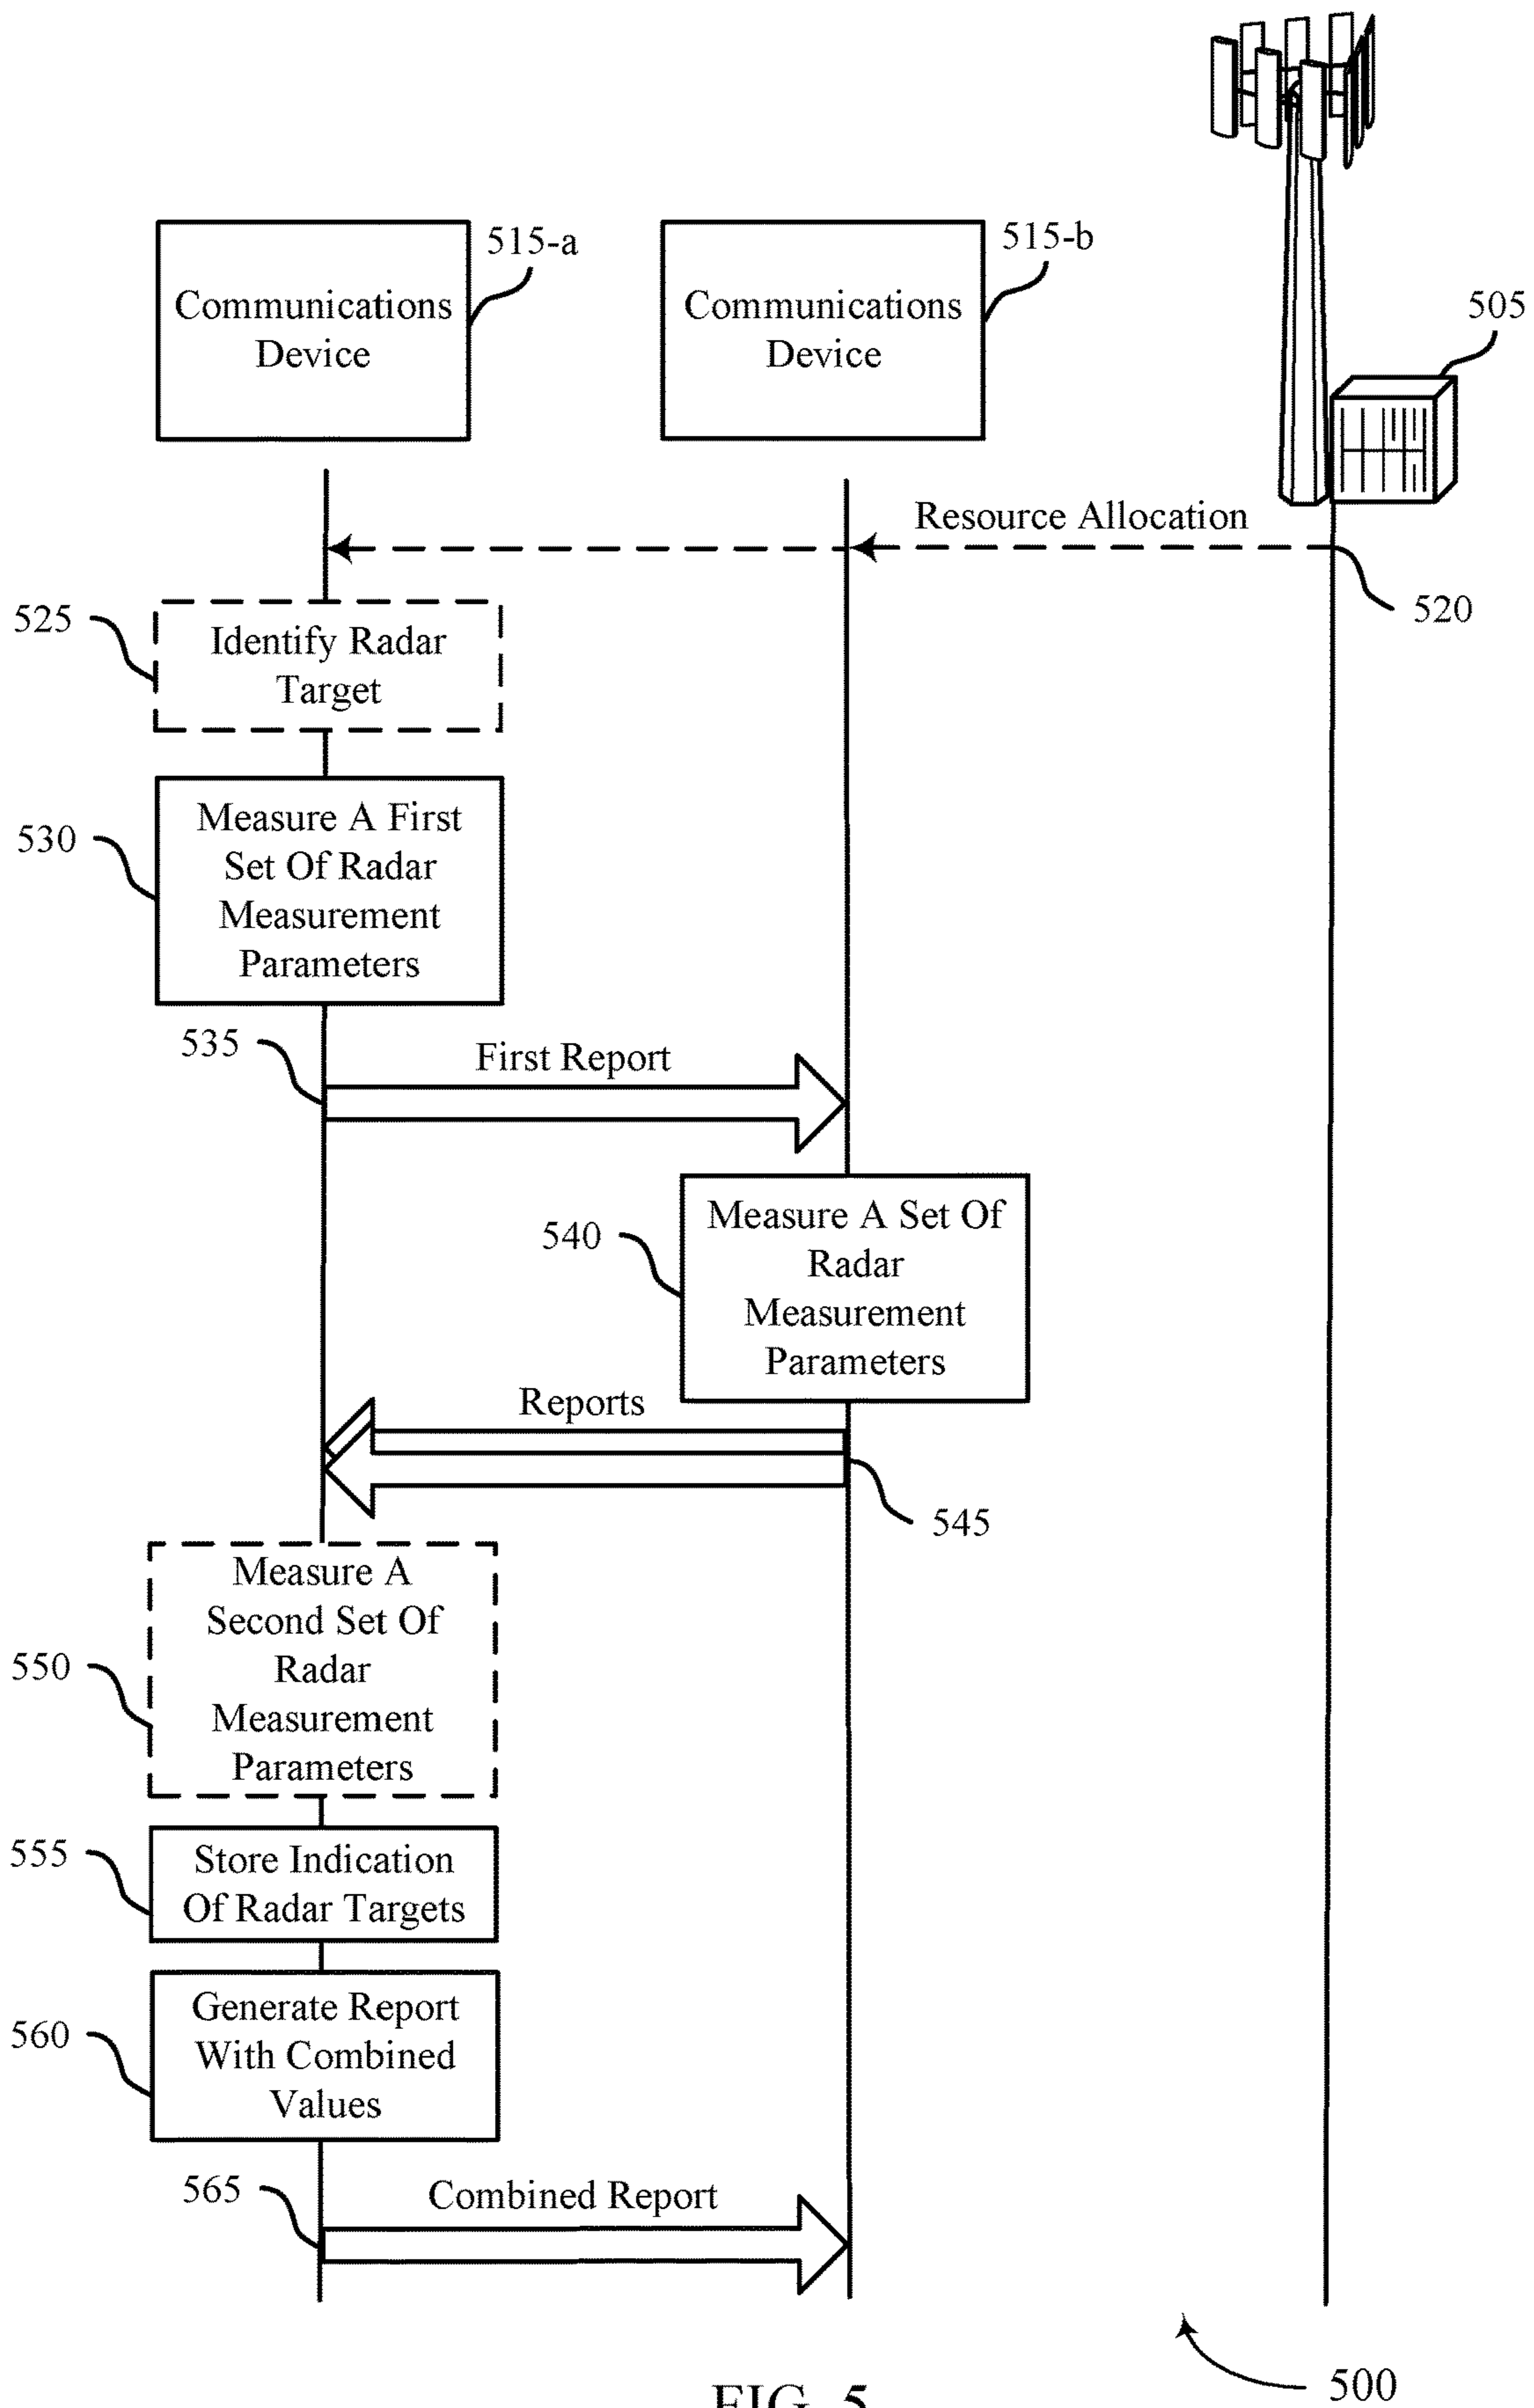 515-a
515-b
Communications
Device
Communications
Device
505
Resource Allocation
520
525
Identify Radar
Target
530
Measure A First
Set Of Radar
Measurement
Parameters
535
First Report
540
Measure A Set Of
Radar
Measurement
Parameters
Reports
545
550
Measure A
Second Set Of
Radar
Measurement
Parameters
555
Store Indication
Of Radar Targets
560
Generate Report
With Combined
Values
565
Combined Report
500
FIG. 5